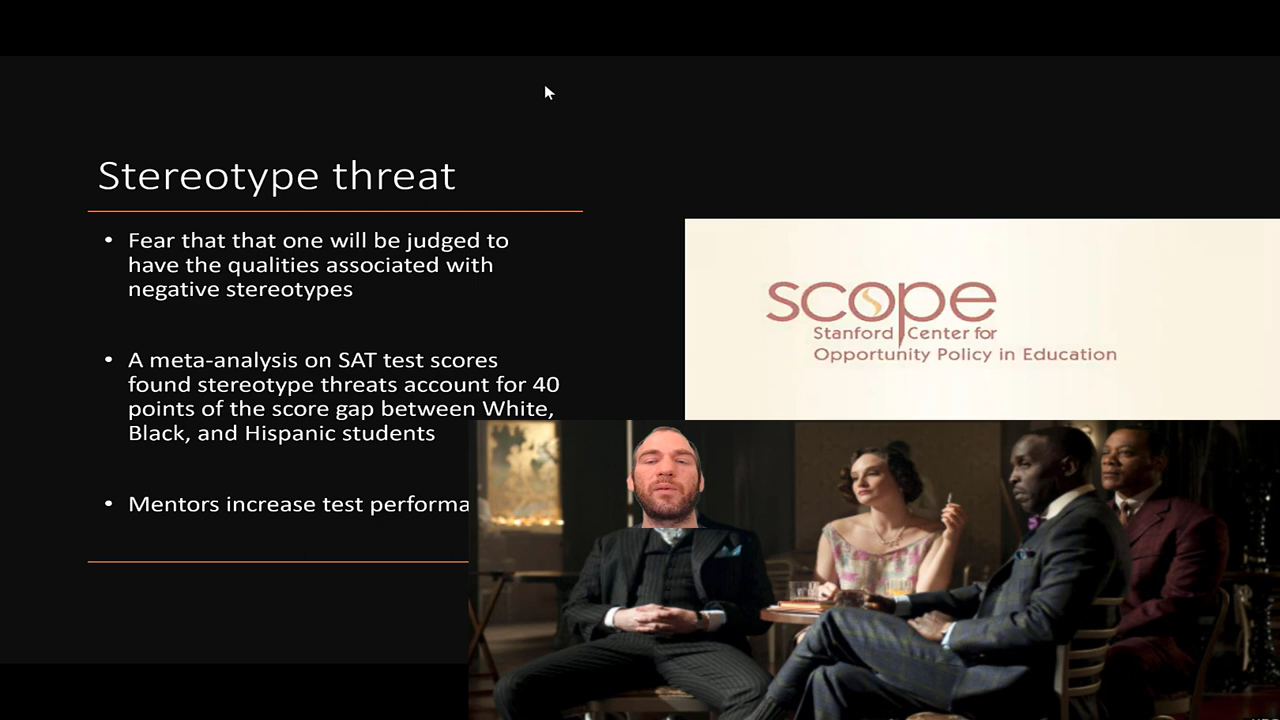 Stereotype threat
• Fear that that one will be judged to
have the qualities associated with
negative stereotypes
• A meta-analysis on SAT test scores
found stereotype threats account for 40
points of the score gap between White,
Black, and Hispanic students
• Mentors increase test performa
scope
Stanford Center for
Opportunity Policy in Education